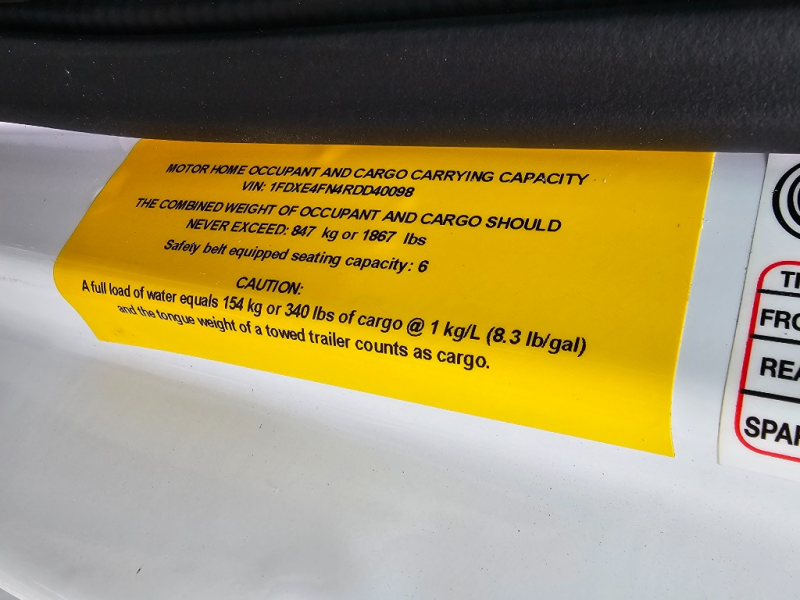 MOTOR HOME OCCUPANT AND CARGO CARRYING CAPACITY
VIN: 1FDXE4FN4RDD40098
THE COMBINED WEIGHT OF OCCUPANT AND CARGO SHOULD
NEVER EXCEED: 847 kg or 1867 lbs
Safety belt equipped seating capacity: 6
CAUTION:
A full load of water equals 154 kg or 340 lbs of cargo @ 1 kg/L (8.3 lb/gal)
and the tongue weight of a towed trailer counts as cargo.